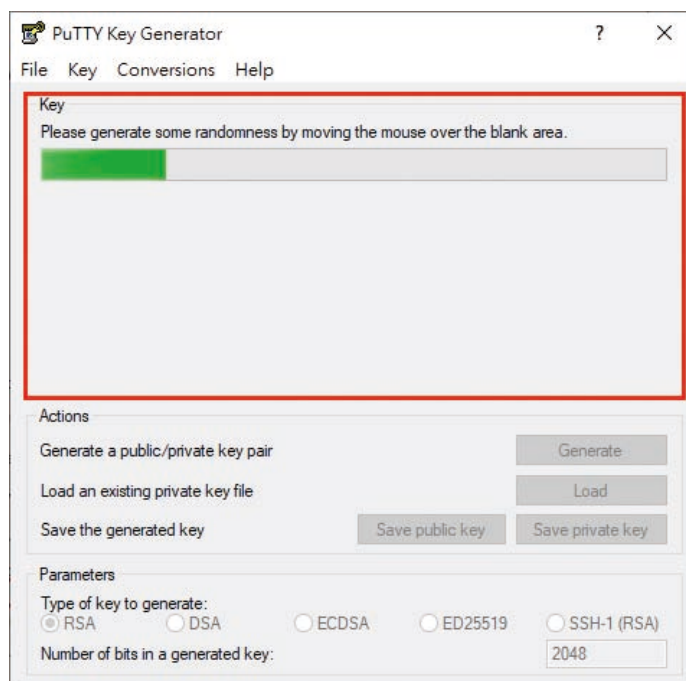 PuTTY Key Generator ?
File Key Conversions Help
Key
Please generate some randomness by moving the mouse over the blank area.
Actions
Generate a public/private key pair Generate
Load an existing private key file Load
Save the generated key Save public key Save private key
Parameters
Type of key to generate:
RSA DSA ECDSA ED25519 SSH-1 (RSA)
Number of bits in a generated key: 2048